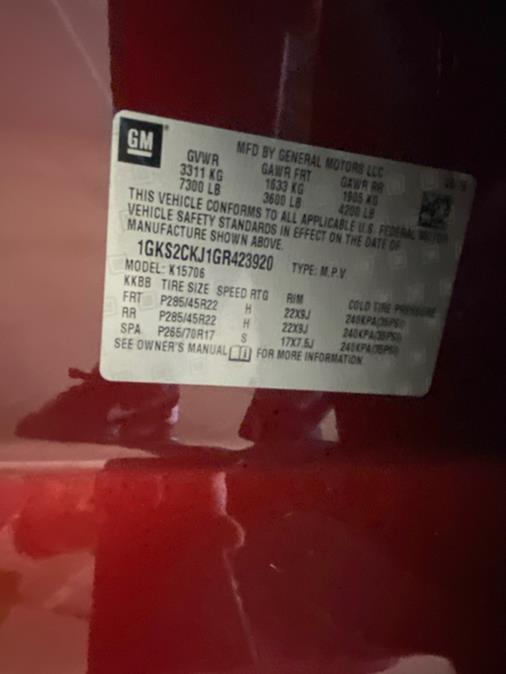 GM
MFD BY GENERAL MOTORS LLC
GVWR GAWR FRT GAWR RR
3311 KG 1633 KG 1905 KG
7300 LB 3600 LB 4200 LB
THIS VEHICLE CONFORMS TO ALL APPLICABLE U.S. FEDERAL MOTOR
VEHICLE SAFETY STANDARDS IN EFFECT ON THE DATE OF
MANUFACTURE SHOWN ABOVE.
1GKS2CKJ1GR423920 TYPE: M.P.V
MODEL: K15706
KKBB TIRE SIZE SPEED RTG RIM COLD TIRE PRESSURE
FRT P285/45R22 H 22X9J 240KPA(35PSI)
RR P285/45R22 H 22X9J 240KPA(35PSI)
SPA P265/70R17 S 17X7.5J 240KPA(35PSI)
SEE OWNER'S MANUAL FOR MORE INFORMATION